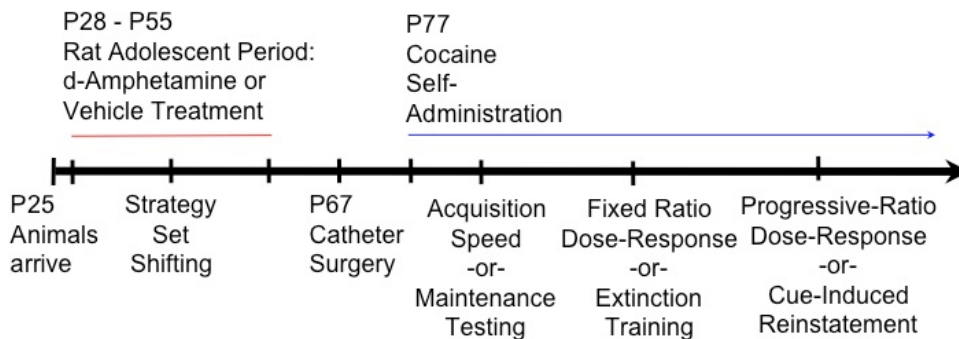 P28 - P55
Rat Adolescent Period:
d-Amphetamine or
Vehicle Treatment
P77
Cocaine
Self-
Administration
P25
Animals
arrive
Strategy
Set
Shifting
P67
Catheter
Surgery
Acquisition
Speed
-or-
Maintenance
Testing
Fixed Ratio
Dose-Response
-or-
Extinction
Training
Progressive-Ratio
Dose-Response
-or-
Cue-Induced
Reinstatement